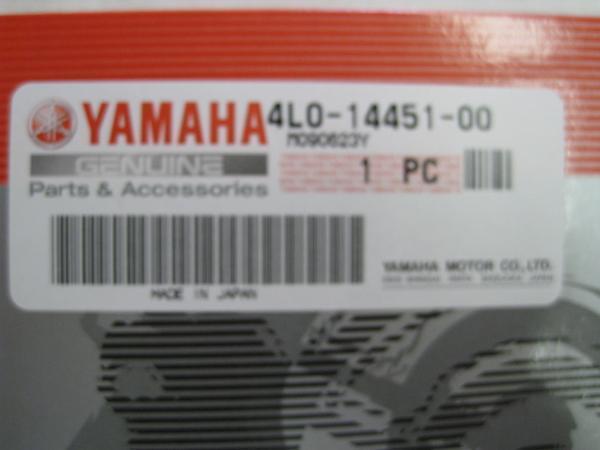 YAMAHA 4L0-14451-00
M090623Y
GENUINE 1 PC
Parts & Accessories
YAMAHA MOTOR CO., LTD.
MADE IN JAPAN